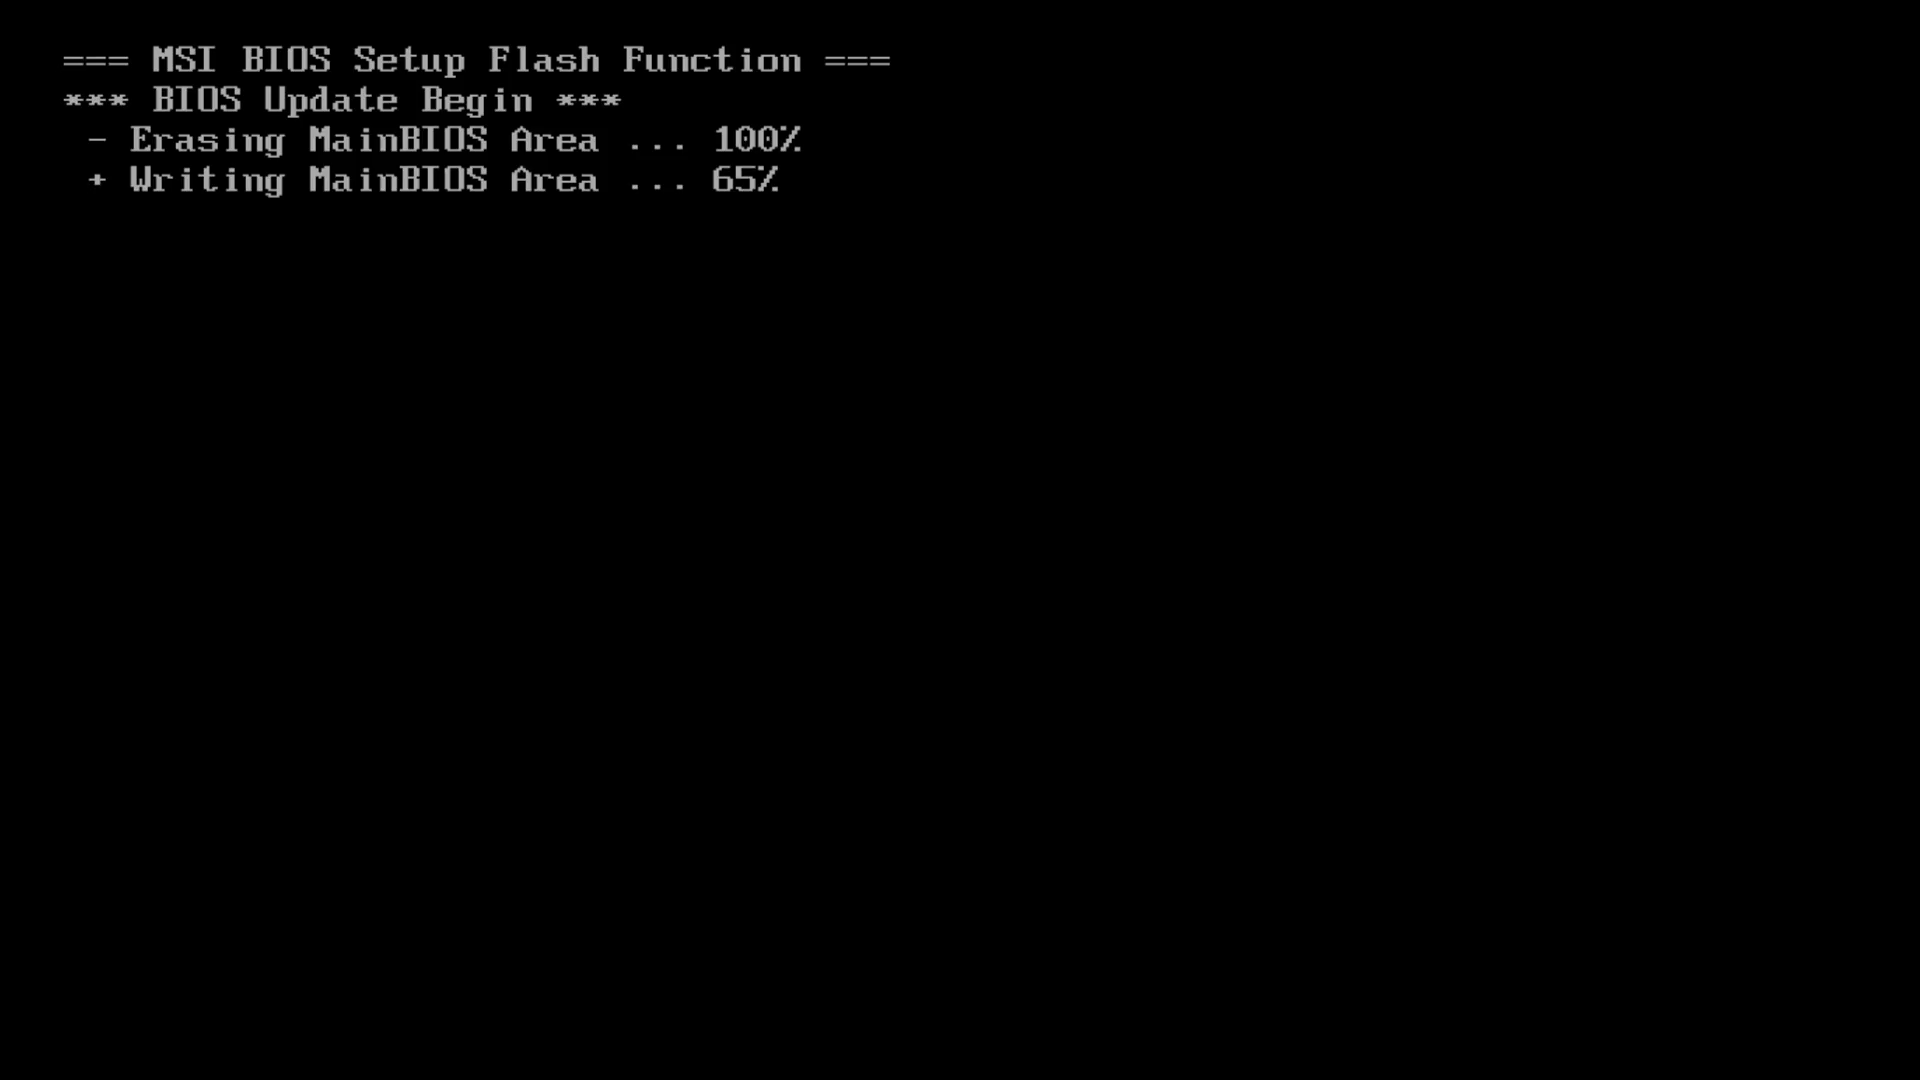 === MSI BIOS Setup Flash Function ===
*** BIOS Update Begin ***
- Erasing MainBIOS Area ... 100%
+ Writing MainBIOS Area ... 65%